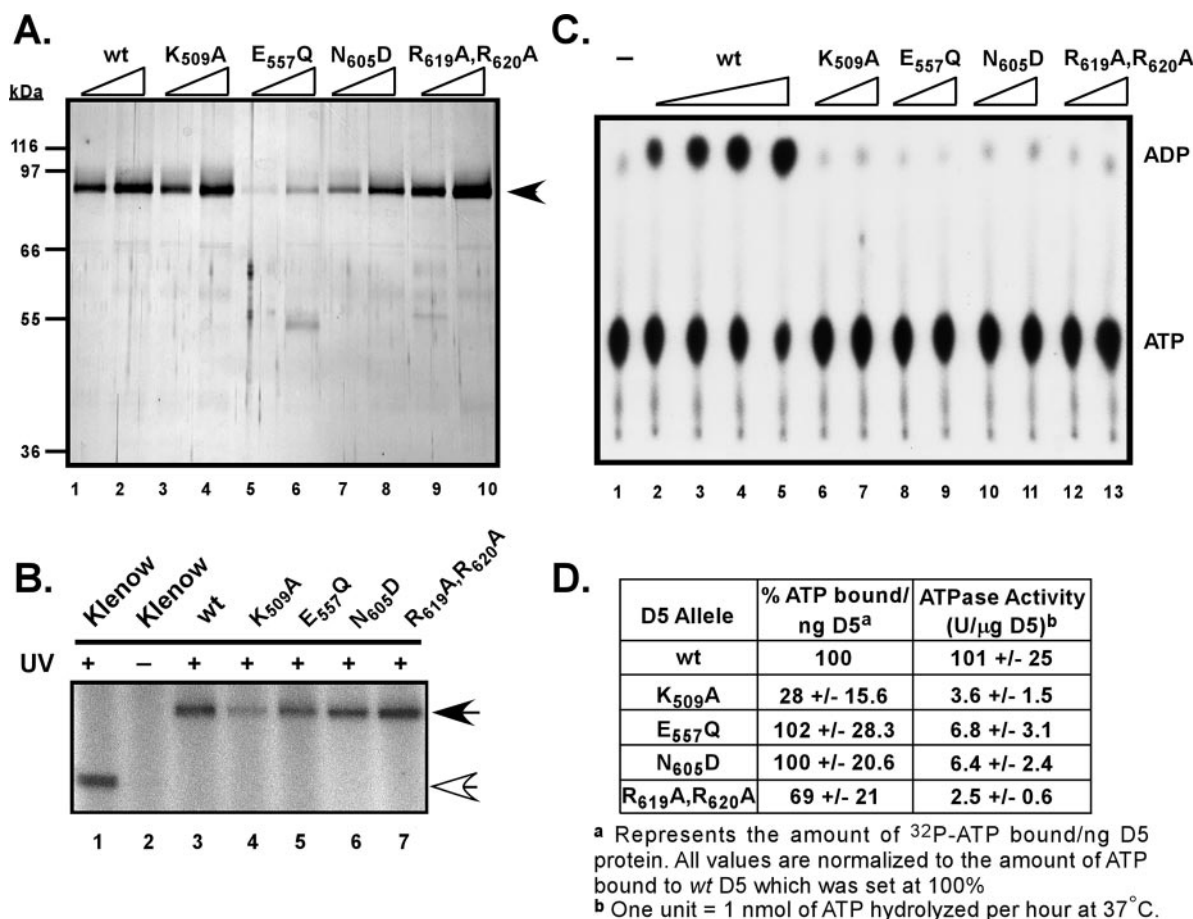 A.
wt K509A E557Q N605D R619A,R620A
kDa
116
97
66
55
36
1 2 3 4 5 6 7 8 9 10
B.
Klenow Klenow wt K509A E557Q N605D R619A,R620A
UV + – + + + + +
1 2 3 4 5 6 7
C.
– wt K509A E557Q N605D R619A,R620A
ADP
ATP
1 2 3 4 5 6 7 8 9 10 11 12 13
D.
D5 Allele % ATP bound/ ng D5a ATPase Activity (U/μg D5)b
wt 100 101 +/- 25
K509A 28 +/- 15.6 3.6 +/- 1.5
E557Q 102 +/- 28.3 6.8 +/- 3.1
N605D 100 +/- 20.6 6.4 +/- 2.4
R619A,R620A 69 +/- 21 2.5 +/- 0.6
a Represents the amount of 32P-ATP bound/ng D5
protein. All values are normalized to the amount of ATP
bound to wt D5 which was set at 100%
b One unit = 1 nmol of ATP hydrolyzed per hour at 37°C.